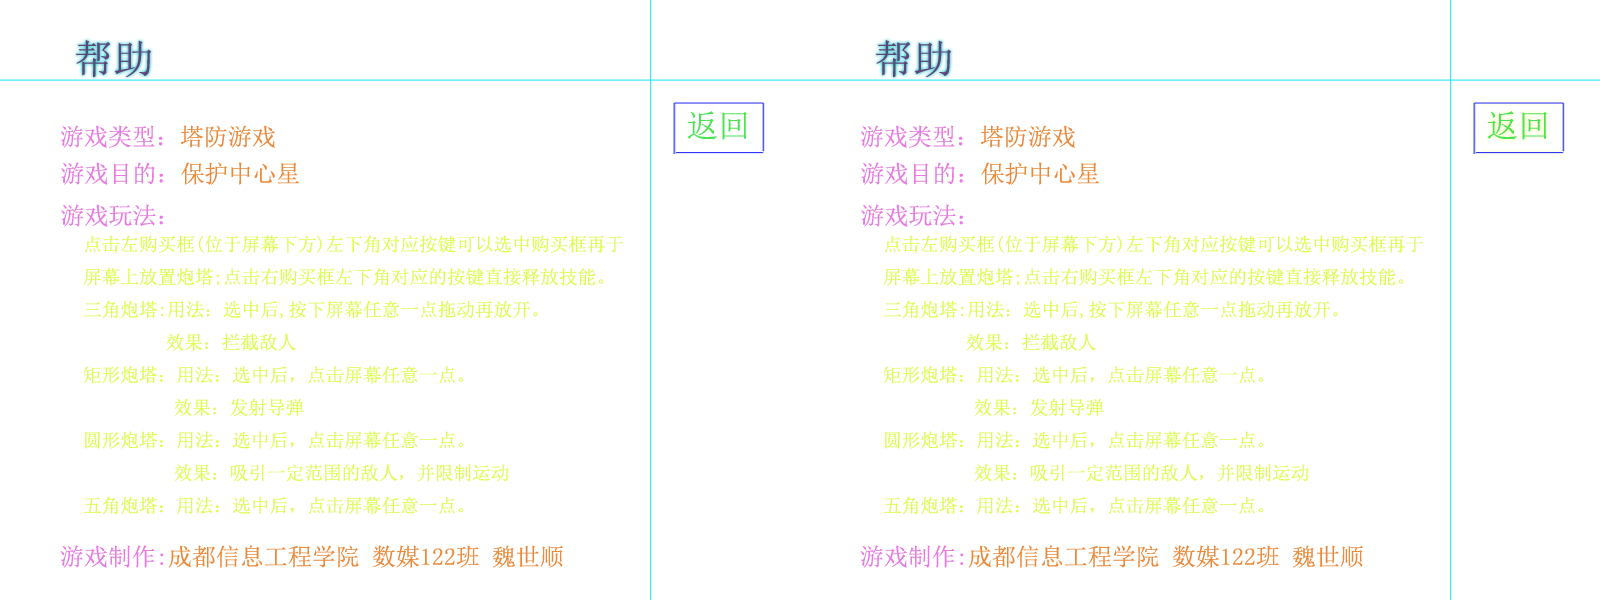 帮助
返回
游戏类型：塔防游戏
游戏目的：保护中心星
游戏玩法：
点击左购买框(位于屏幕下方)左下角对应按键可以选中购买框再于
屏幕上放置炮塔;点击右购买框左下角对应的按键直接释放技能。
三角炮塔:用法：选中后,按下屏幕任意一点拖动再放开。
效果：拦截敌人
矩形炮塔：用法：选中后，点击屏幕任意一点。
效果：发射导弹
圆形炮塔：用法：选中后，点击屏幕任意一点。
效果：吸引一定范围的敌人，并限制运动
五角炮塔：用法：选中后，点击屏幕任意一点。
游戏制作:成都信息工程学院 数媒122班 魏世顺
帮助
返回
游戏类型：塔防游戏
游戏目的：保护中心星
游戏玩法：
点击左购买框(位于屏幕下方)左下角对应按键可以选中购买框再于
屏幕上放置炮塔;点击右购买框左下角对应的按键直接释放技能。
三角炮塔:用法：选中后,按下屏幕任意一点拖动再放开。
效果：拦截敌人
矩形炮塔：用法：选中后，点击屏幕任意一点。
效果：发射导弹
圆形炮塔：用法：选中后，点击屏幕任意一点。
效果：吸引一定范围的敌人，并限制运动
五角炮塔：用法：选中后，点击屏幕任意一点。
游戏制作:成都信息工程学院 数媒122班 魏世顺